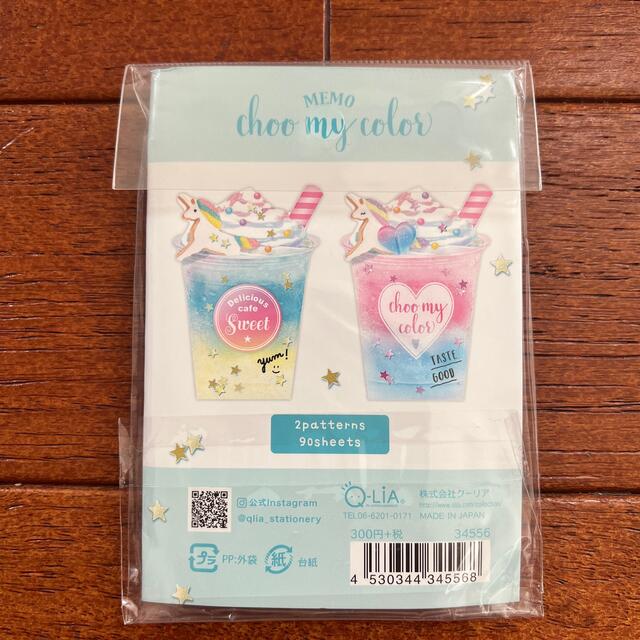 MEMO
choo my color
Delicious
cafe
Sweet
yum!
choo my
color
TASTE
GOOD
2patterns
90sheets
公式Instagram
@qlia_stationery
Q-LiA
TEL06-6201-0171
株式会社クーリア
MADE IN JAPAN
300円+税
34556
プラ
PP:外袋
紙
台紙
4 530344 345568